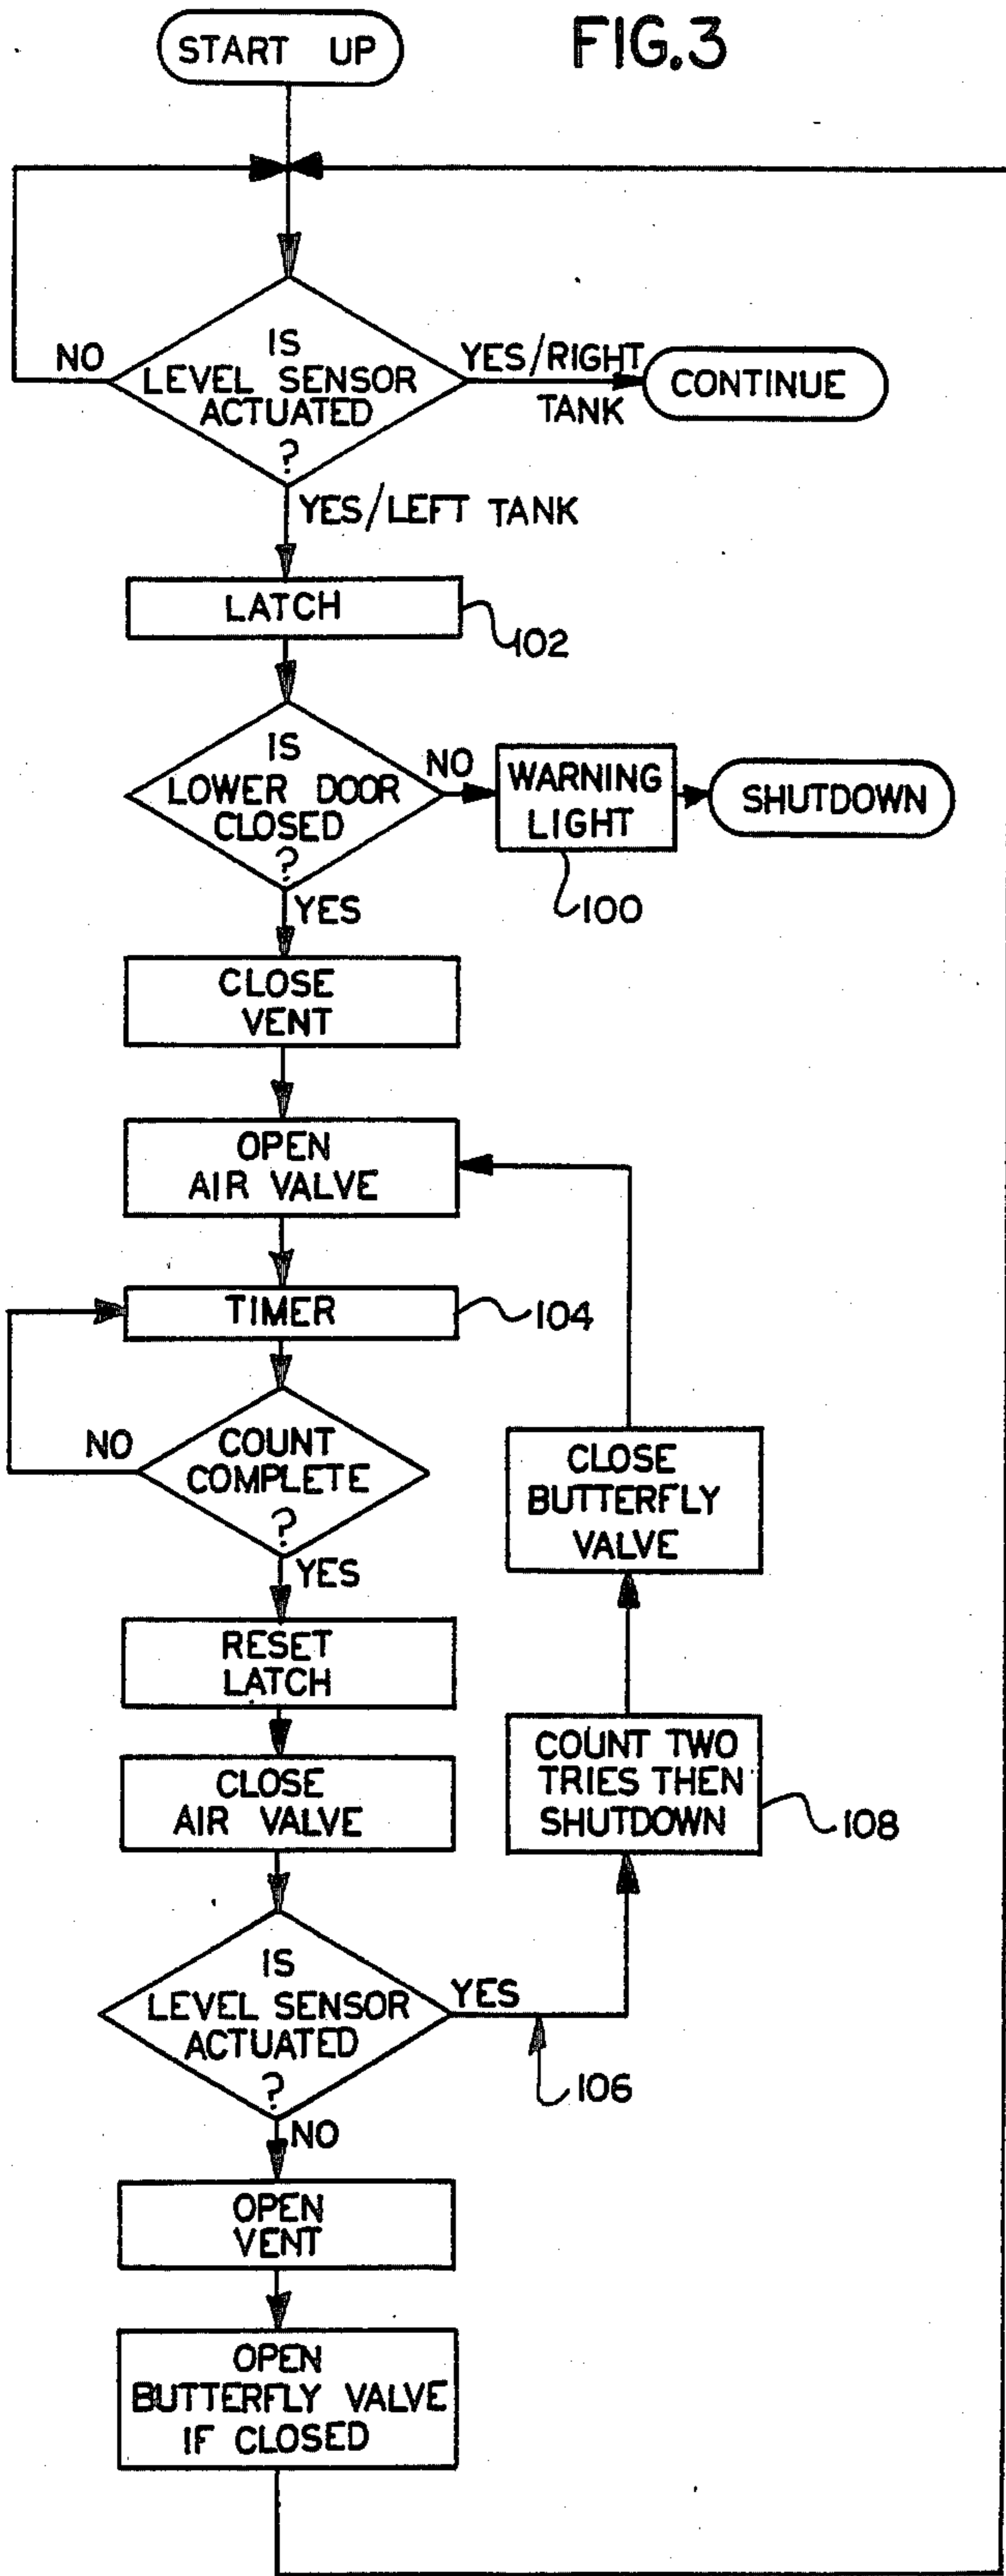 START UP
FIG.3
NO
IS
LEVEL SENSOR
ACTUATED
?
YES/RIGHT
TANK
CONTINUE
YES/LEFT TANK
LATCH
102
IS
LOWER DOOR
CLOSED
?
NO
WARNING
LIGHT
100
SHUTDOWN
YES
CLOSE
VENT
OPEN
AIR VALVE
TIMER
104
NO
COUNT
COMPLETE
?
YES
CLOSE
BUTTERFLY
VALVE
RESET
LATCH
CLOSE
AIR VALVE
COUNT TWO
TRIES THEN
SHUTDOWN
108
IS
LEVEL SENSOR
ACTUATED
?
YES
106
NO
OPEN
VENT
OPEN
BUTTERFLY VALVE
IF CLOSED